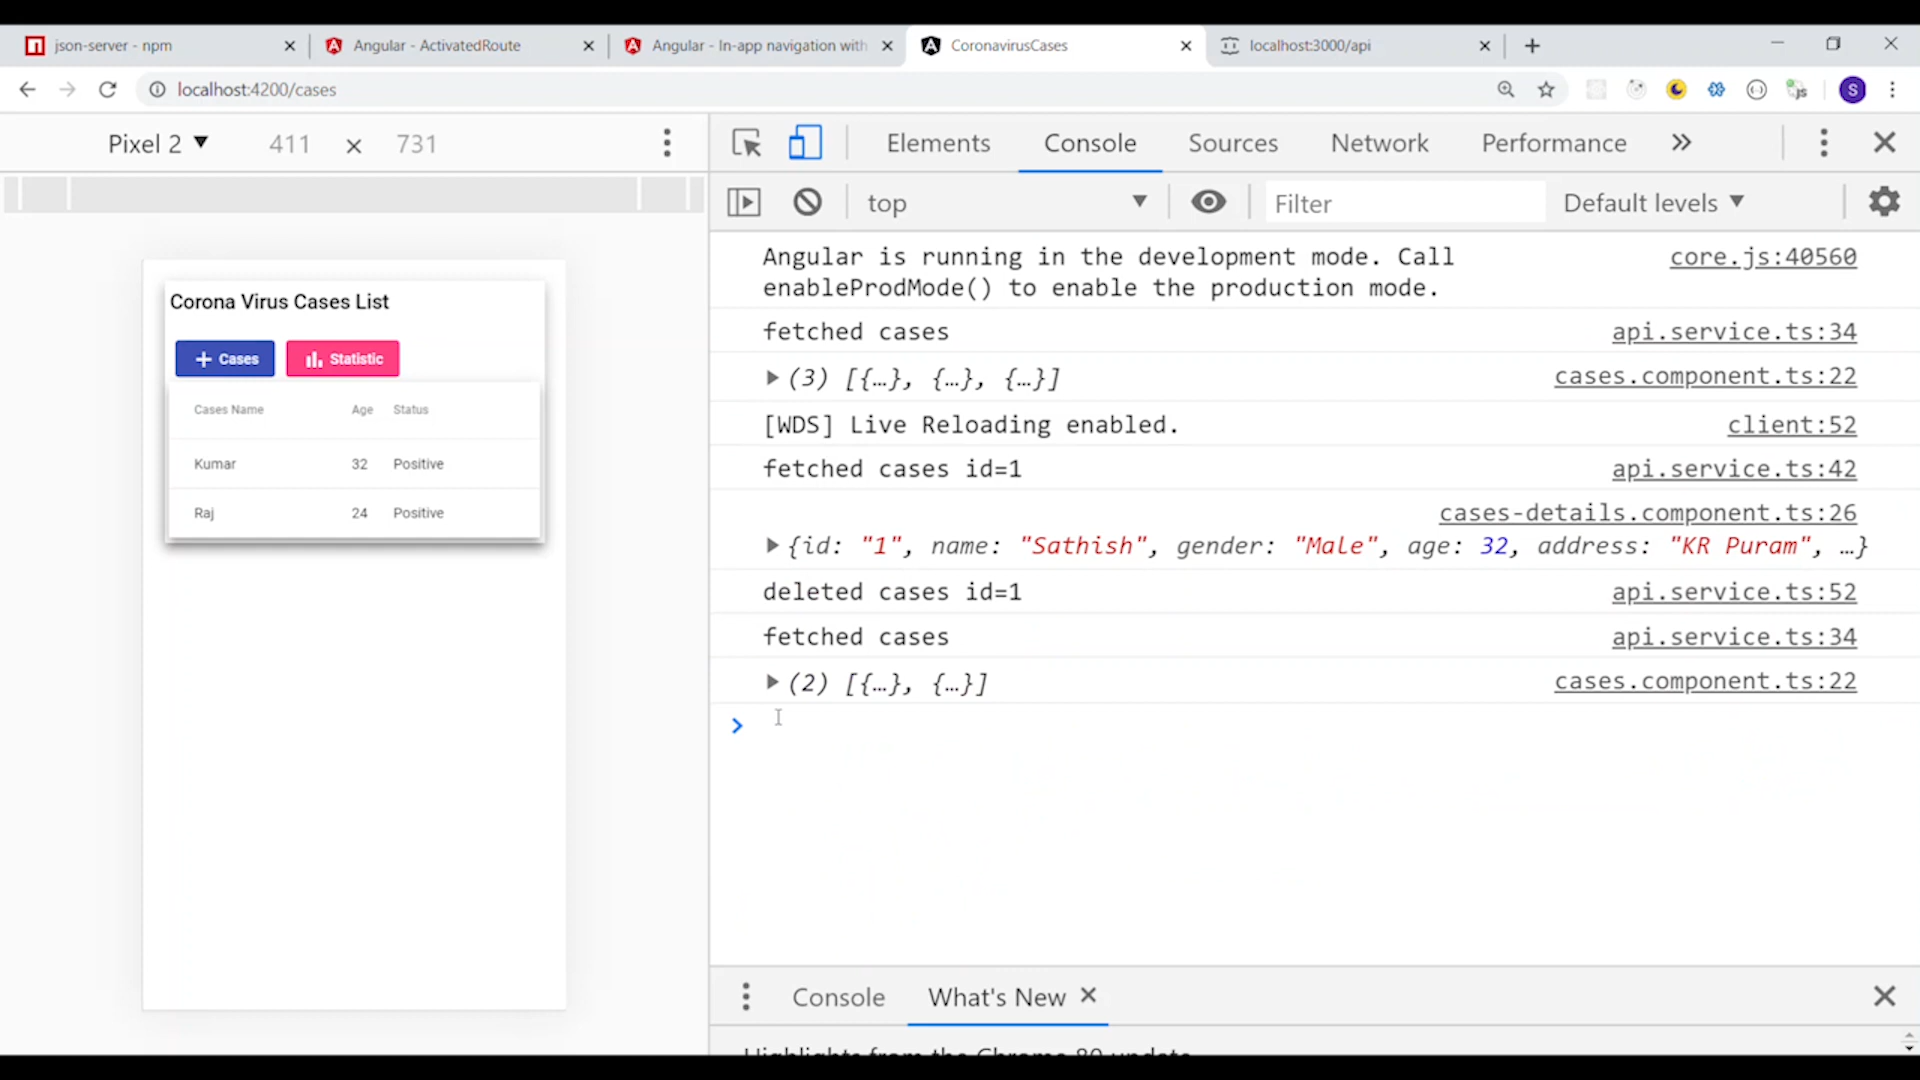 json-server - npm
Angular - ActivatedRoute
Angular - In-app navigation with
CoronavirusCases
localhost:3000/api
localhost:4200/cases
S
Pixel 2 ▼ 411 × 731
Elements Console Sources Network Performance
top
Filter
Default levels ▼
Angular is running in the development mode. Call core.js:40560
enableProdMode() to enable the production mode.
fetched cases api.service.ts:34
(3) [{…}, {…}, {…}] cases.component.ts:22
[WDS] Live Reloading enabled. client:52
fetched cases id=1 api.service.ts:42
cases-details.component.ts:26
{id: "1", name: "Sathish", gender: "Male", age: 32, address: "KR Puram", …}
deleted cases id=1 api.service.ts:52
fetched cases api.service.ts:34
(2) [{…}, {…}] cases.component.ts:22
Corona Virus Cases List
+ Cases
Statistic
Cases Name Age Status
Kumar 32 Positive
Raj 24 Positive
Console What's New
Highlights from the Chrome 80 update